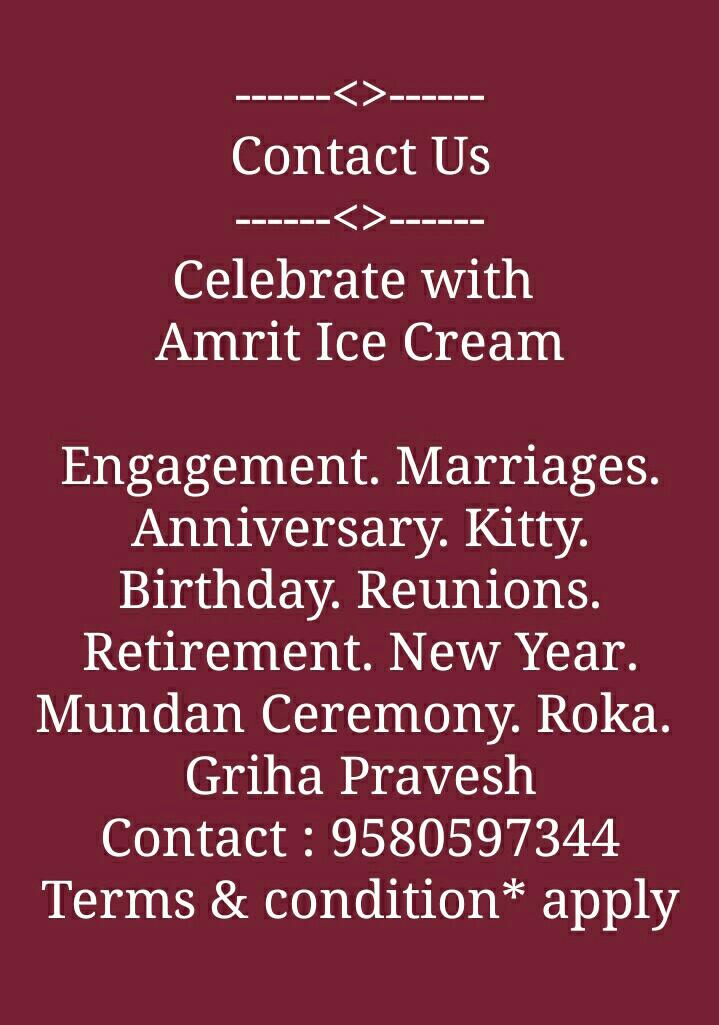 ------<>------
Contact Us
------<>------
Celebrate with
Amrit Ice Cream
Engagement. Marriages.
Anniversary. Kitty.
Birthday. Reunions.
Retirement. New Year.
Mundan Ceremony. Roka.
Griha Pravesh
Contact : 9580597344
Terms & condition* apply